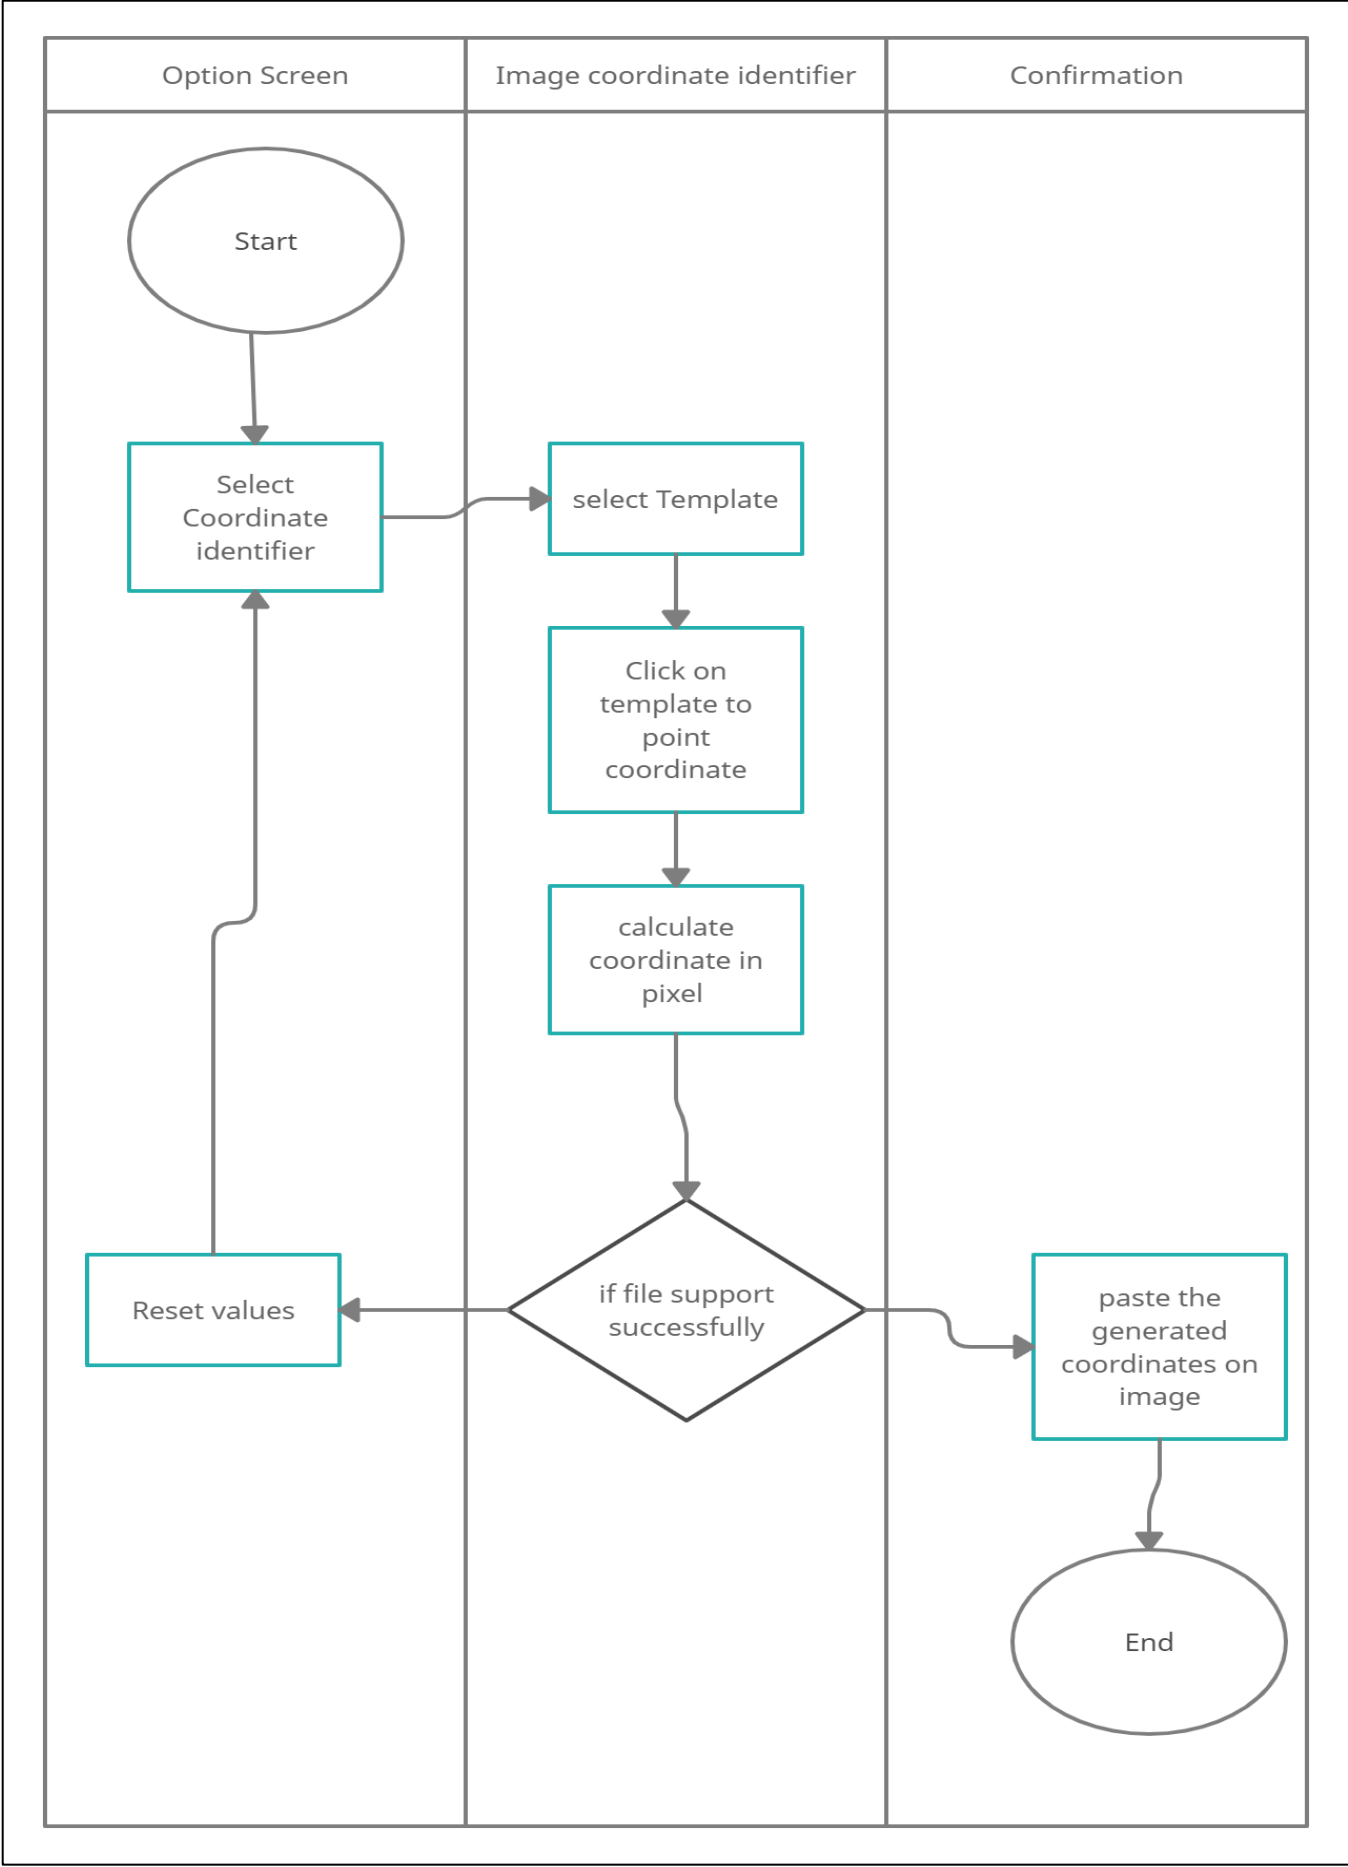 Option Screen
Image coordinate identifier
Confirmation
Start
Select
Coordinate
identifier
select Template
Click on
template to
point
coordinate
calculate
coordinate in
pixel
if file support
successfully
Reset values
paste the
generated
coordinates on
image
End